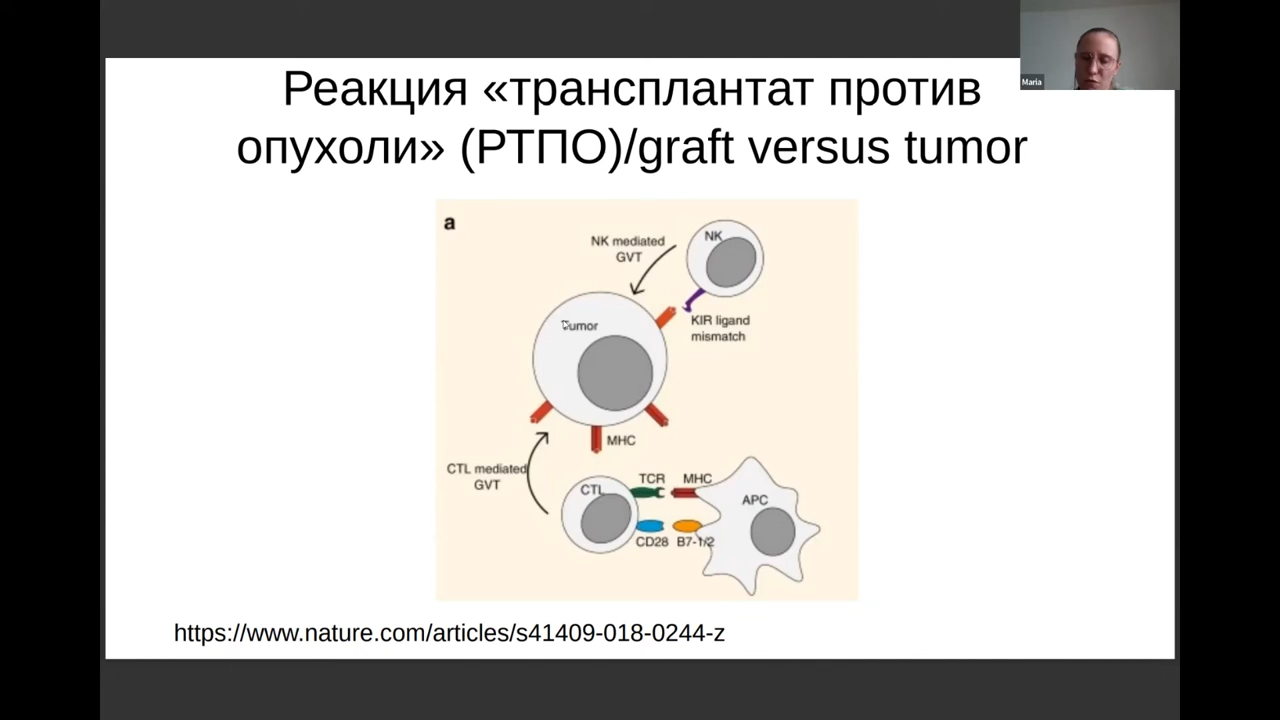 Maria
Реакция «трансплантат против
опухоли» (РТПО)/graft versus tumor
a
NK mediated
GVT
NK
KIR ligand
mismatch
Tumor
MHC
CTL mediated
GVT
CTL
TCR
MHC
APC
CD28
B7-1/2
https://www.nature.com/articles/s41409-018-0244-z